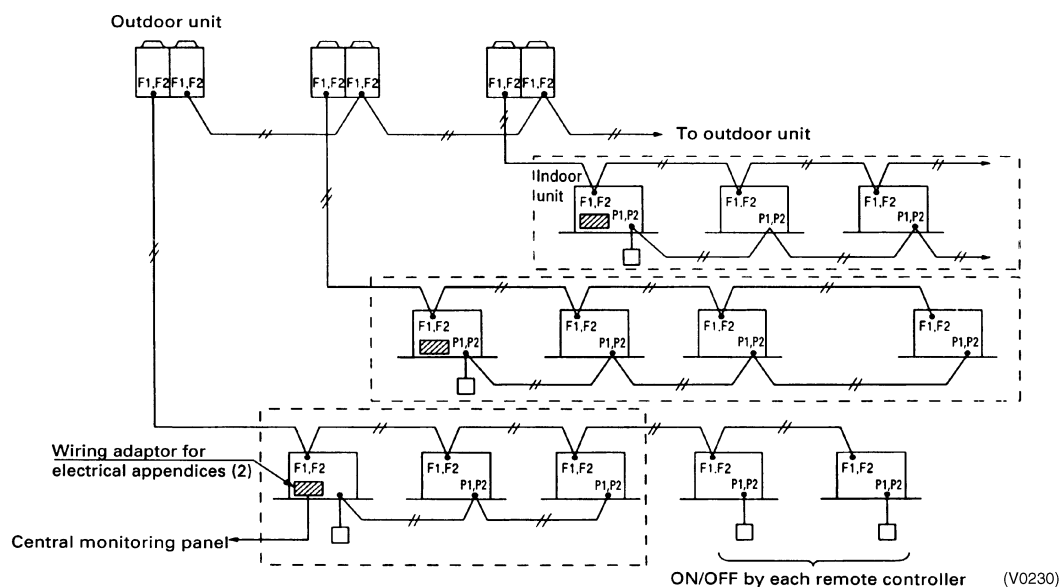 Outdoor unit
F1,F2 F1,F2
F1,F2 F1,F2
F1,F2 F1,F2
To outdoor unit
Indoor
unit
F1,F2
P1,P2
F1,F2
P1,P2
F1,F2
P1,P2
F1,F2
P1,P2
F1,F2
P1,P2
F1,F2
P1,P2
F1,F2
P1,P2
Wiring adaptor for
electrical appendices (2)
F1,F2
F1,F2
P1,P2
F1,F2
P1,P2
F1,F2
P1,P2
F1,F2
P1,P2
Central monitoring panel
ON/OFF by each remote controller
(V0230)